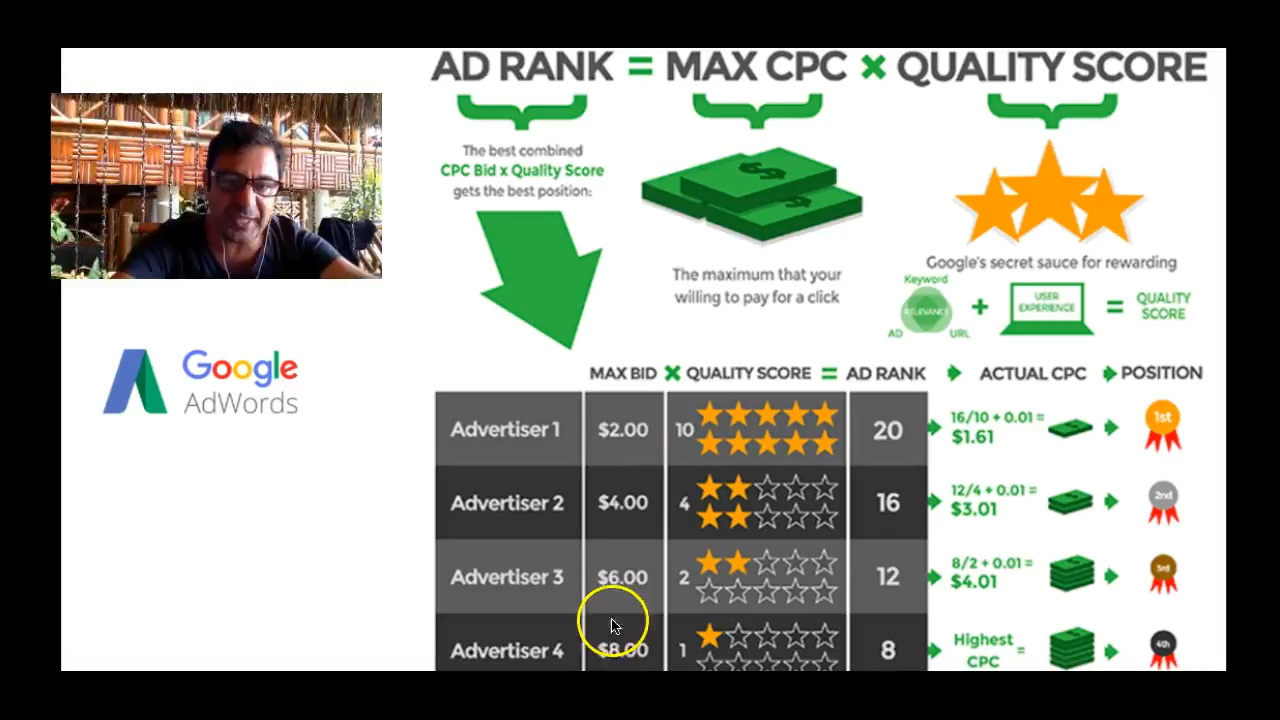 AD RANK = MAX CPC × QUALITY SCORE
The best combined
CPC Bid x Quality Score
gets the best position:
The maximum that your
willing to pay for a click
Google's secret sauce for rewarding
Keyword
RELEVANCE
AD
URL
+
USER
EXPERIENCE
=
QUALITY
SCORE
Google
AdWords
MAX BID × QUALITY SCORE = AD RANK ACTUAL CPC POSITION
Advertiser 1 $2.00 10 20 16/10 + 0.01 = $1.61 1st
Advertiser 2 $4.00 4 16 12/4 + 0.01 = $3.01 2nd
Advertiser 3 $6.00 2 12 8/2 + 0.01 = $4.01 3rd
Advertiser 4 $8.00 1 8 Highest CPC = 4th